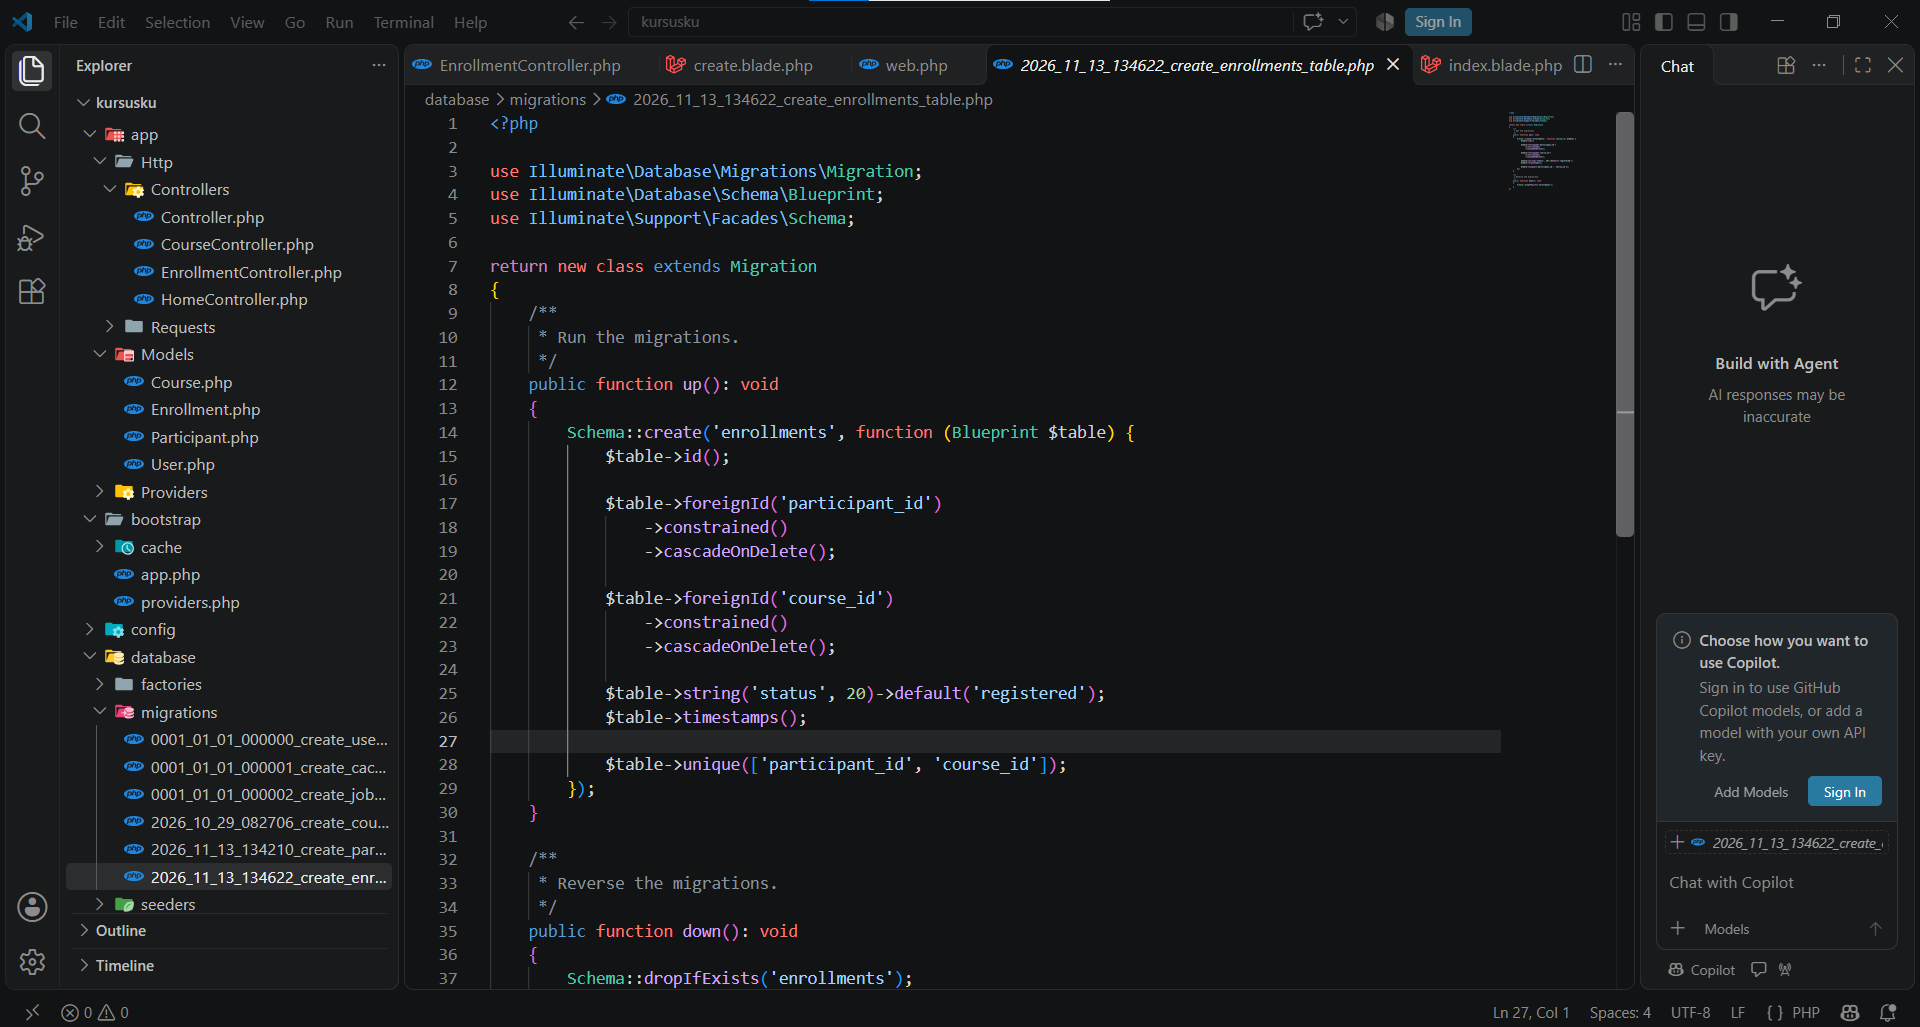 File Edit Selection View Go Run Terminal Help
kursusku
Sign In
Explorer
kursusku
app
Http
Controllers
Controller.php
CourseController.php
EnrollmentController.php
HomeController.php
Requests
Models
Course.php
Enrollment.php
Participant.php
User.php
Providers
bootstrap
cache
app.php
providers.php
config
database
factories
migrations
0001_01_01_000000_create_use...
0001_01_01_000001_create_cac...
0001_01_01_000002_create_job...
2026_10_29_082706_create_cou...
2026_11_13_134210_create_par...
2026_11_13_134622_create_enr...
seeders
Outline
Timeline
EnrollmentController.php create.blade.php web.php 2026_11_13_134622_create_enrollments_table.php index.blade.php
database > migrations > 2026_11_13_134622_create_enrollments_table.php
1 <?php
2
3 use Illuminate\Database\Migrations\Migration;
4 use Illuminate\Database\Schema\Blueprint;
5 use Illuminate\Support\Facades\Schema;
6
7 return new class extends Migration
8 {
9 /**
10 * Run the migrations.
11 */
12 public function up(): void
13 {
14 Schema::create('enrollments', function (Blueprint $table) {
15 $table->id();
16
17 $table->foreignId('participant_id')
18 ->constrained()
19 ->cascadeOnDelete();
20
21 $table->foreignId('course_id')
22 ->constrained()
23 ->cascadeOnDelete();
24
25 $table->string('status', 20)->default('registered');
26 $table->timestamps();
27
28 $table->unique(['participant_id', 'course_id']);
29 });
30 }
31
32 /**
33 * Reverse the migrations.
34 */
35 public function down(): void
36 {
37 Schema::dropIfExists('enrollments');
Chat
Build with Agent
AI responses may be
inaccurate
Choose how you want to
use Copilot.
Sign in to use GitHub
Copilot models, or add a
model with your own API
key.
Add Models Sign In
2026_11_13_134622_create_
Chat with Copilot
Models
Copilot
0 0
Ln 27, Col 1 Spaces: 4 UTF-8 LF { } PHP